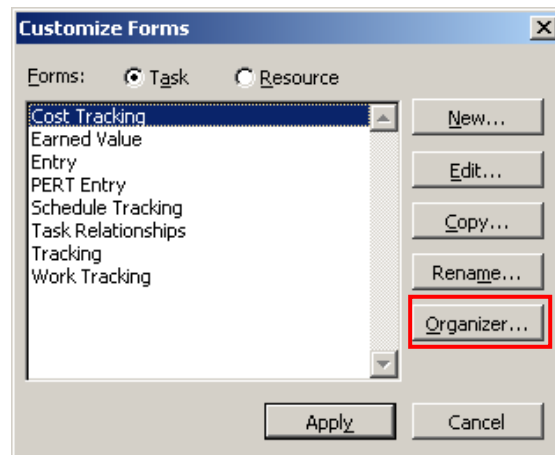 Customize Forms
Forms: Task Resource
Cost Tracking
Earned Value
Entry
PERT Entry
Schedule Tracking
Task Relationships
Tracking
Work Tracking
New...
Edit...
Copy...
Rename...
Organizer...
Apply
Cancel